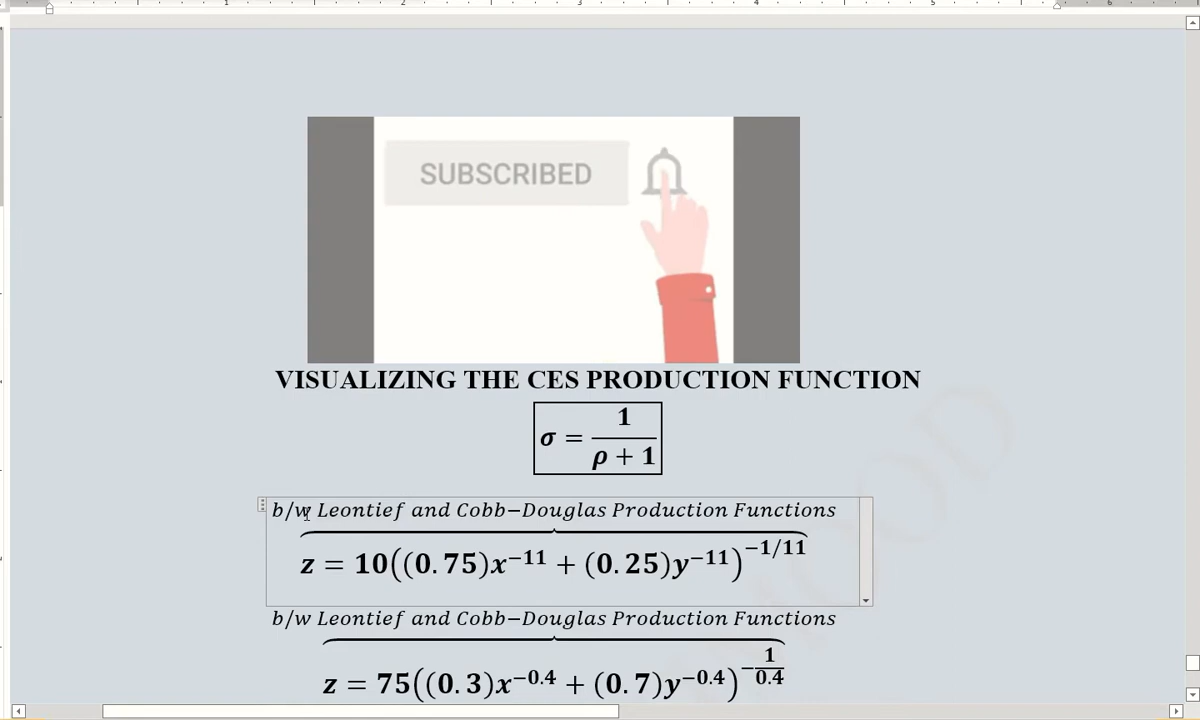 SUBSCRIBED
VISUALIZING THE CES PRODUCTION FUNCTION
σ = 1/(ρ + 1)
b/w Leontief and Cobb−Douglas Production Functions
z = 10((0.75)x^−11 + (0.25)y^−11)^−1/11
b/w Leontief and Cobb−Douglas Production Functions
z = 75((0.3)x^−0.4 + (0.7)y^−0.4)^−1/0.4